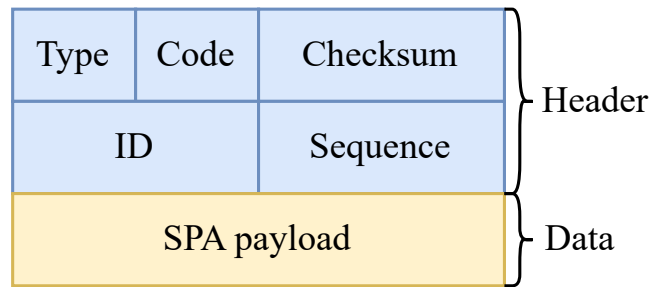 Type Code Checksum
Header
ID Sequence
SPA payload Data